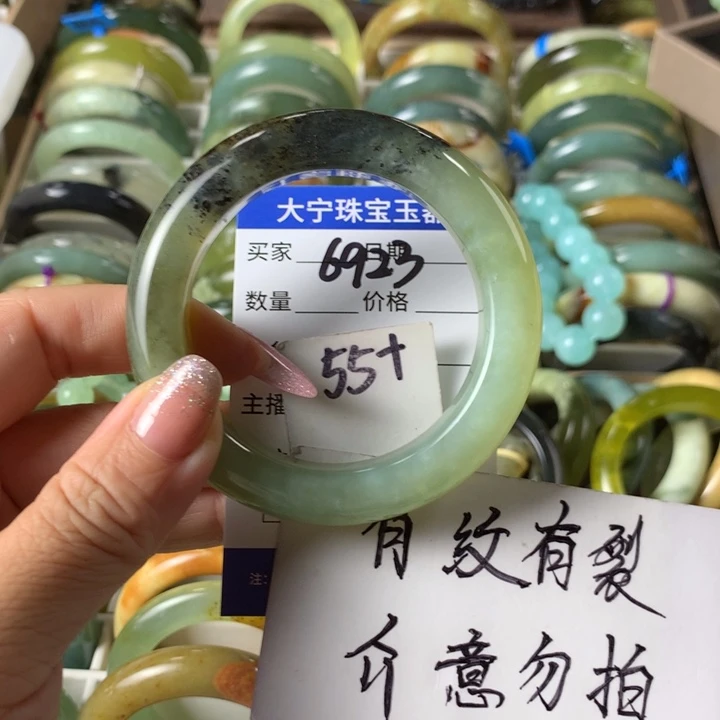 大宁珠宝玉器
买家 6923 日期
数量 价格
55+
主播
有纹有裂
介意勿拍
注: